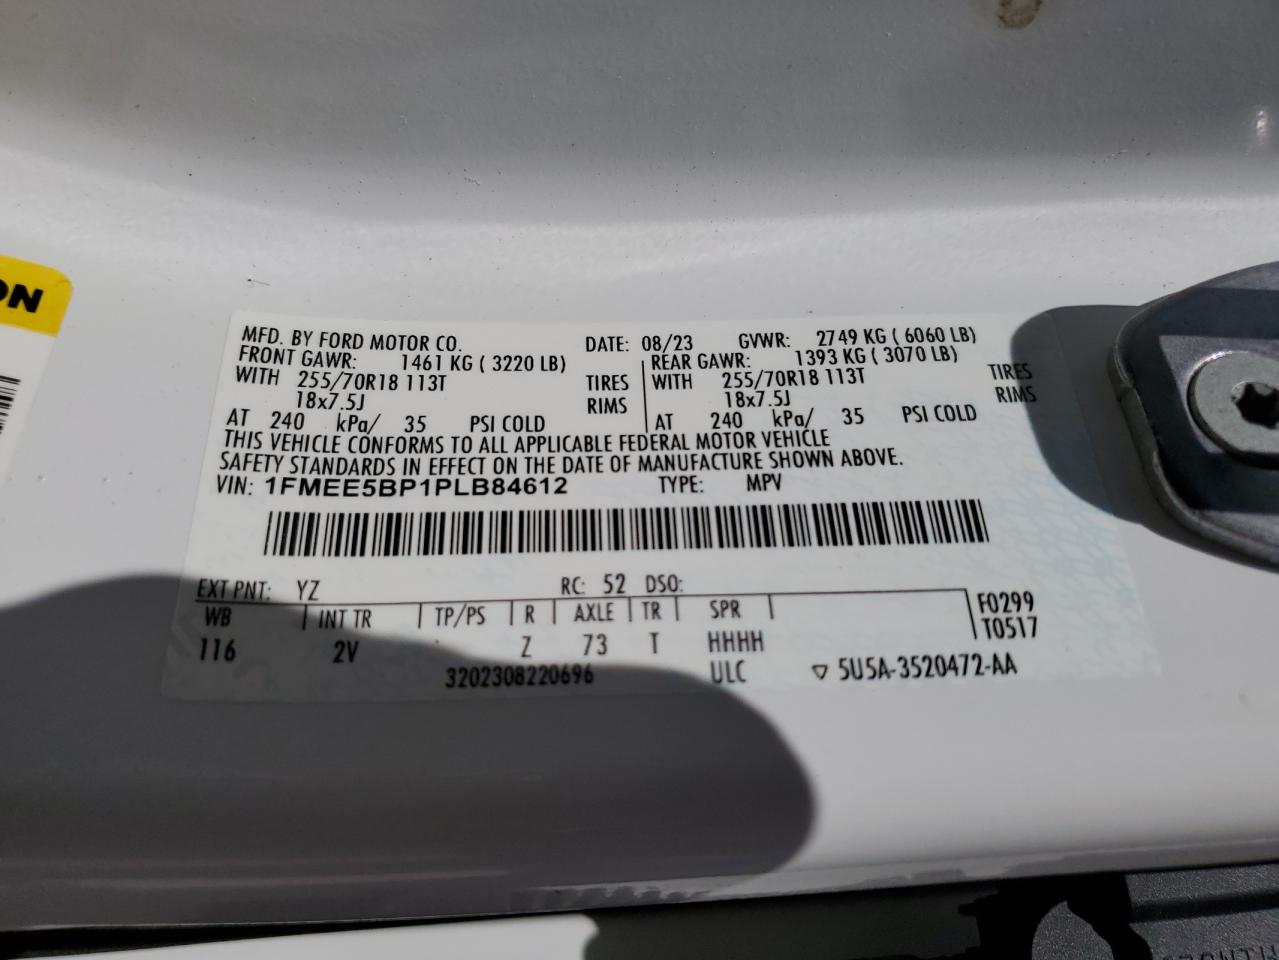 ON
MFD. BY FORD MOTOR CO. DATE: 08/23 GVWR: 2749 KG ( 6060 LB)
FRONT GAWR: 1461 KG ( 3220 LB) REAR GAWR: 1393 KG ( 3070 LB)
WITH 255/70R18 113T TIRES WITH 255/70R18 113T TIRES
18x7.5J RIMS 18x7.5J RIMS
AT 240 kPa/ 35 PSI COLD AT 240 kPa/ 35 PSI COLD
THIS VEHICLE CONFORMS TO ALL APPLICABLE FEDERAL MOTOR VEHICLE
SAFETY STANDARDS IN EFFECT ON THE DATE OF MANUFACTURE SHOWN ABOVE.
VIN: 1FMEE5BP1PLB84612 TYPE: MPV
EXT PNT: YZ RC: 52 DSO:
WB INT TR TP/PS R AXLE TR SPR F0299
116 2V Z 73 T HHHH T0517
3202308220696 ULC ▽ 5U5A-3520472-AA